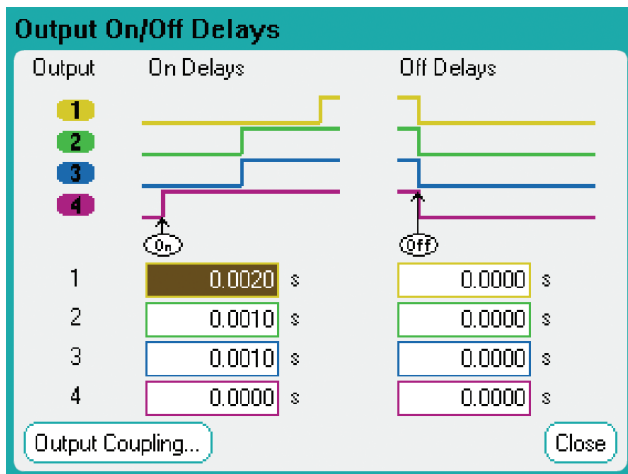 Output On/Off Delays
Output On Delays Off Delays
1
2
3
4
On Off
1 0.0020 s 0.0000 s
2 0.0010 s 0.0000 s
3 0.0010 s 0.0000 s
4 0.0000 s 0.0000 s
Output Coupling... Close